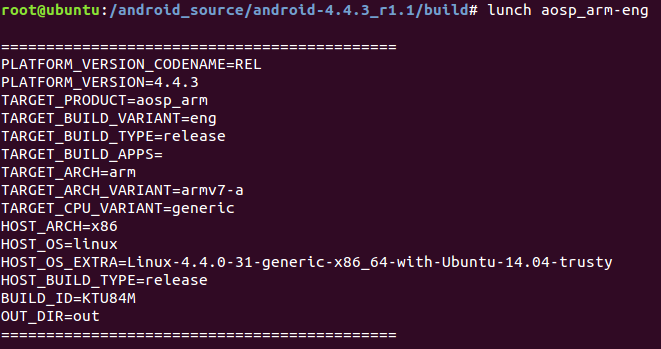 root@ubuntu:/android_source/android-4.4.3_r1.1/build# lunch aosp_arm-eng
============================================
PLATFORM_VERSION_CODENAME=REL
PLATFORM_VERSION=4.4.3
TARGET_PRODUCT=aosp_arm
TARGET_BUILD_VARIANT=eng
TARGET_BUILD_TYPE=release
TARGET_BUILD_APPS=
TARGET_ARCH=arm
TARGET_ARCH_VARIANT=armv7-a
TARGET_CPU_VARIANT=generic
HOST_ARCH=x86
HOST_OS=linux
HOST_OS_EXTRA=Linux-4.4.0-31-generic-x86_64-with-Ubuntu-14.04-trusty
HOST_BUILD_TYPE=release
BUILD_ID=KTU84M
OUT_DIR=out
============================================